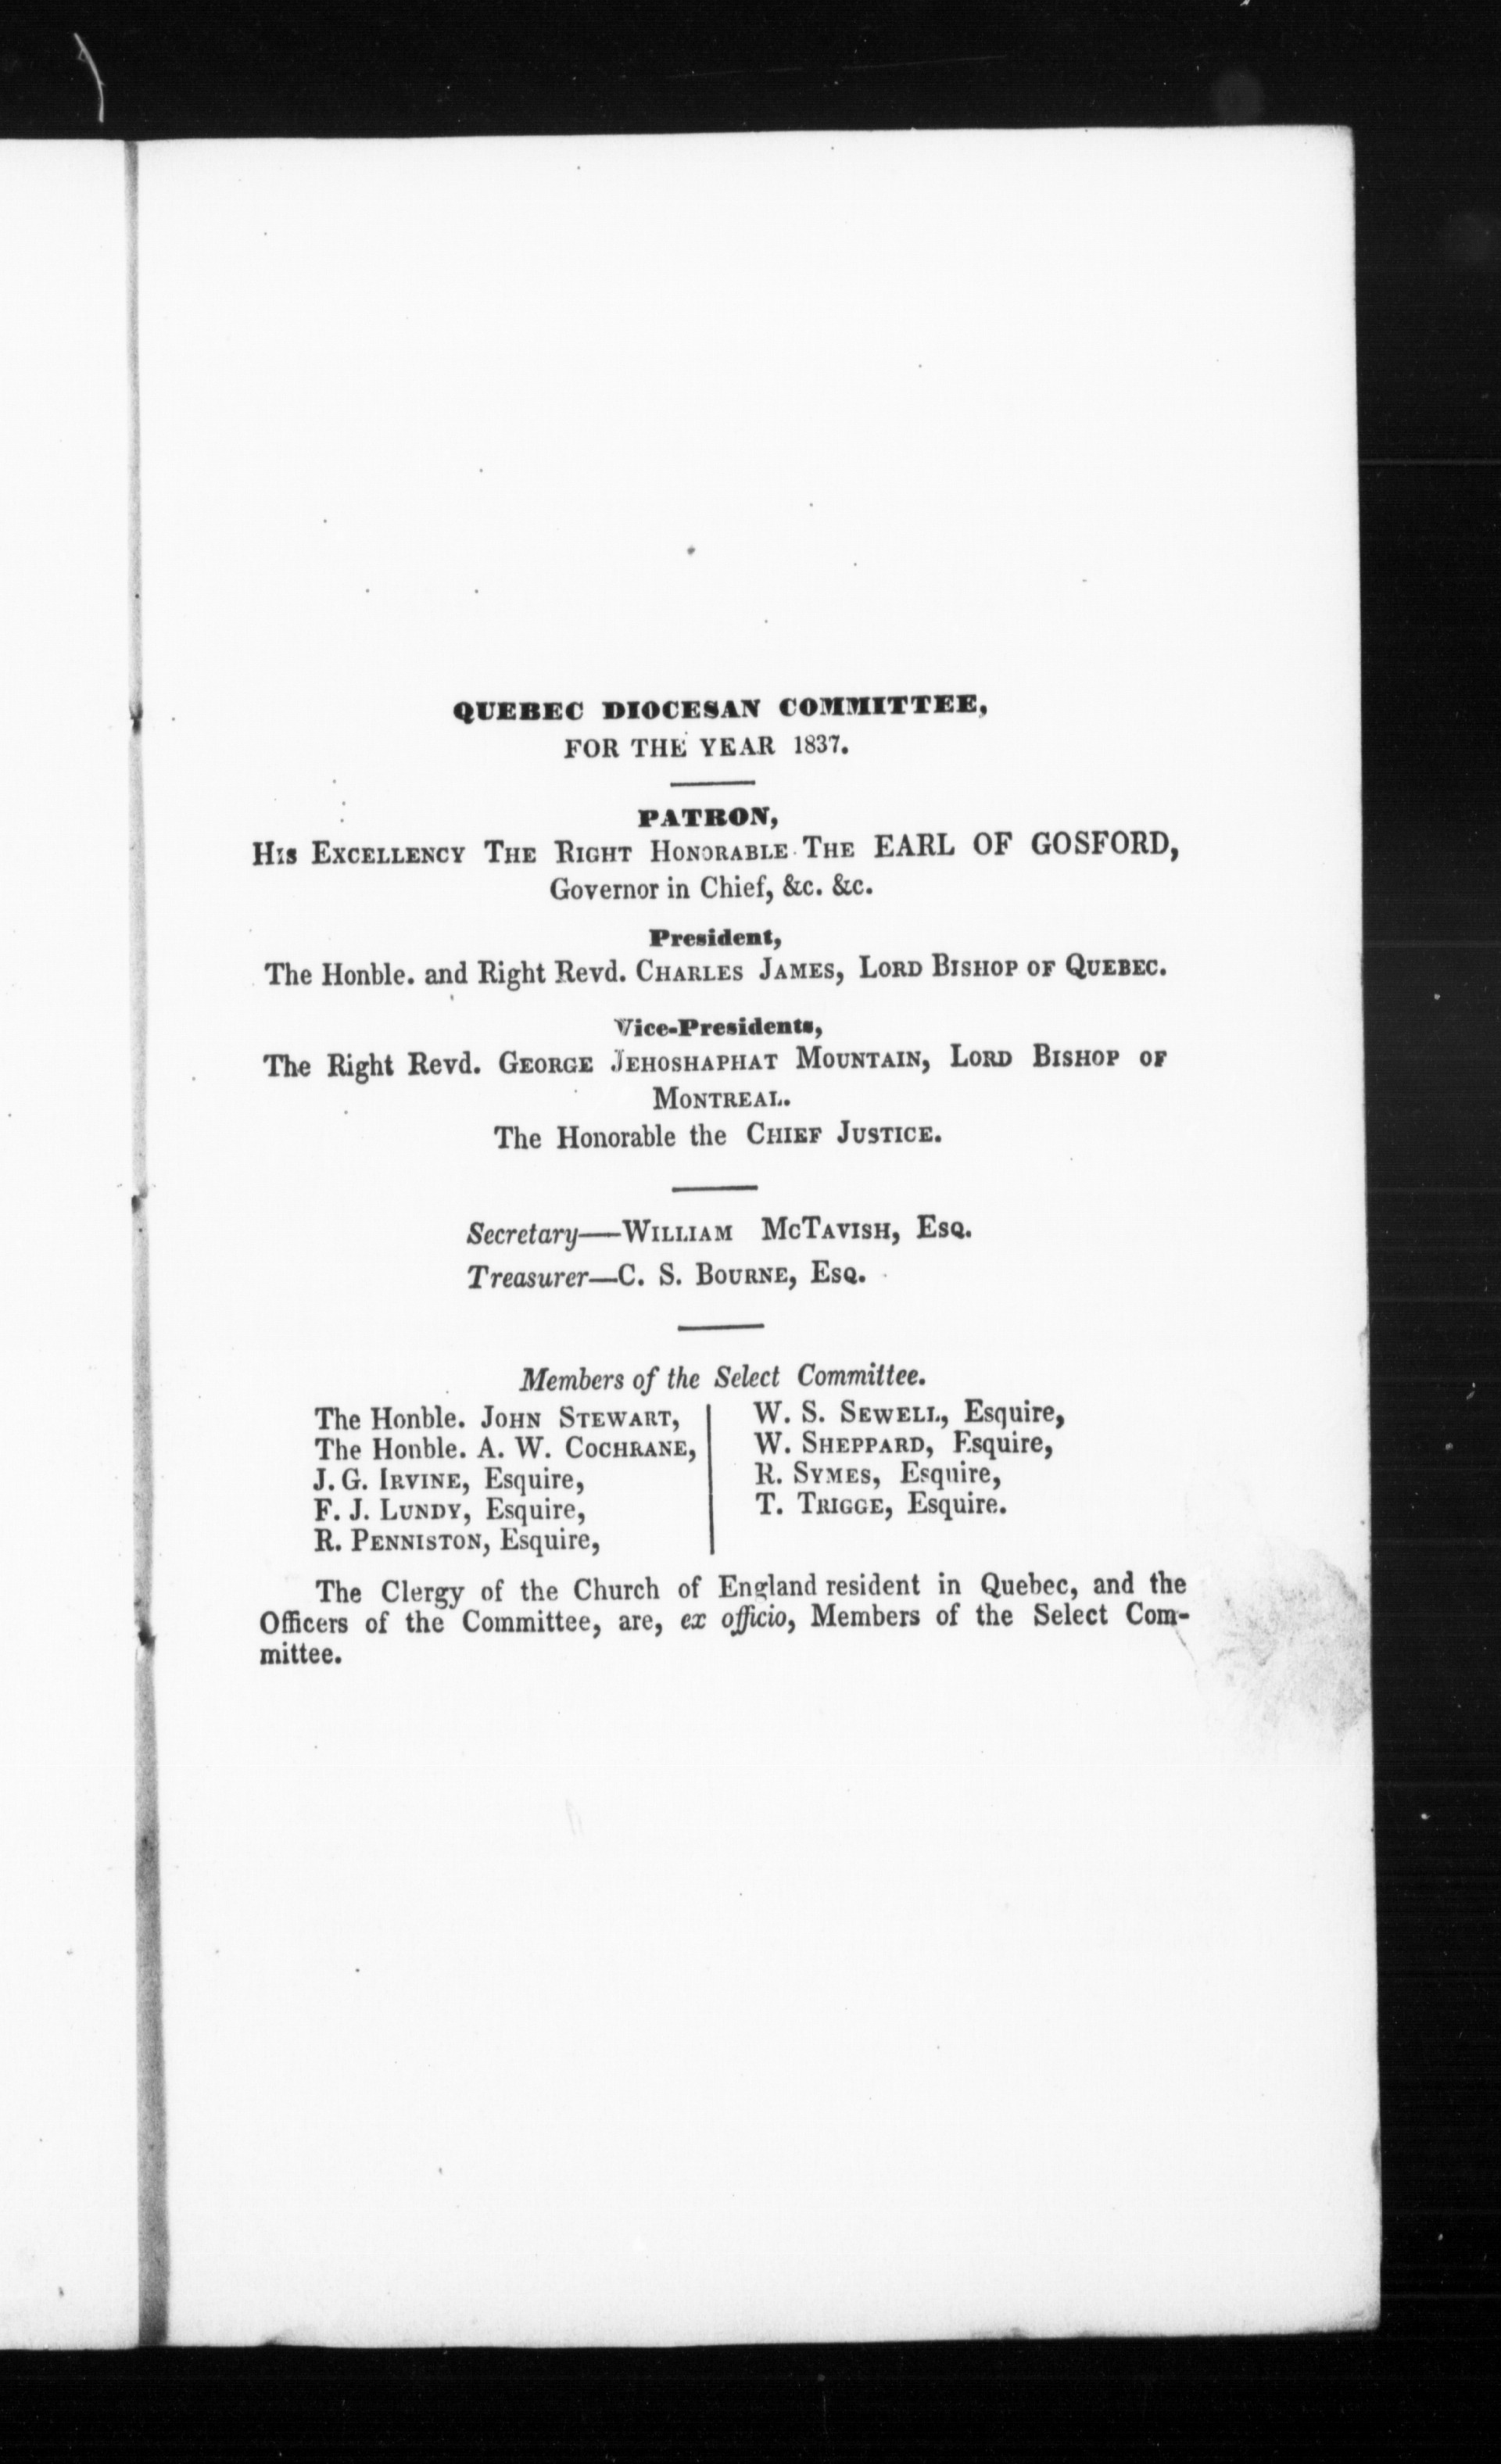 QUEBEC DIOCESAN COMMITTEE,
FOR THE YEAR 1837.
PATRON,
HIS EXCELLENCY THE RIGHT HONORABLE THE EARL OF GOSFORD,
Governor in Chief, &c. &c.
President,
The Honble. and Right Revd. CHARLES JAMES, LORD BISHOP OF QUEBEC.
Vice-Presidents,
The Right Revd. GEORGE JEHOSHAPHAT MOUNTAIN, LORD BISHOP OF
MONTREAL.
The Honorable the CHIEF JUSTICE.
Secretary—WILLIAM MCTAVISH, ESQ.
Treasurer—C. S. BOURNE, ESQ.
Members of the Select Committee.
The Honble. JOHN STEWART,
The Honble. A. W. COCHRANE,
J. G. IRVINE, Esquire,
F. J. LUNDY, Esquire,
R. PENNISTON, Esquire,
W. S. SEWELL, Esquire,
W. SHEPPARD, Esquire,
R. SYMES, Esquire,
T. TRIGGE, Esquire.
The Clergy of the Church of England resident in Quebec, and the
Officers of the Committee, are, ex officio, Members of the Select Com-
mittee.